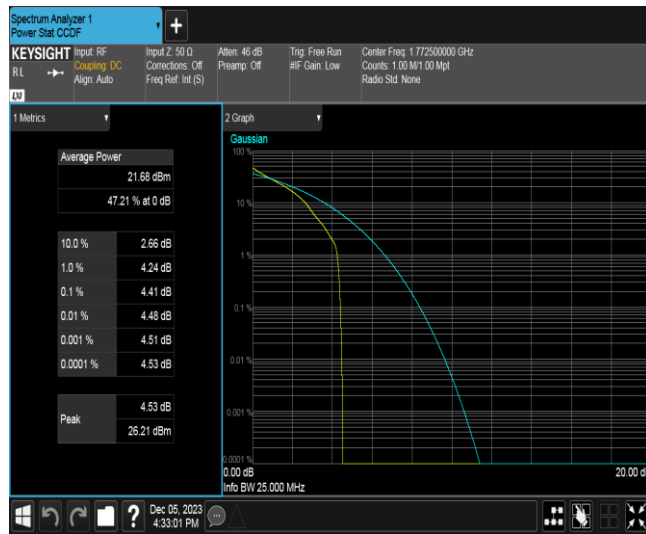 Spectrum Analyzer 1
Power Stat CCDF
+
KEYSIGHT
RL
LXI
Input: RF
Coupling: DC
Align: Auto
Input Z: 50 Ω
Corrections: Off
Freq Ref: Int (S)
Atten: 46 dB
Preamp: Off
Trig: Free Run
#IF Gain: Low
Center Freq: 1.772500000 GHz
Counts: 1.00 M/1.00 Mpt
Radio Std: None
1 Metrics
Average Power
21.68 dBm
47.21 % at 0 dB
10.0 % 2.66 dB
1.0 % 4.24 dB
0.1 % 4.41 dB
0.01 % 4.48 dB
0.001 % 4.51 dB
0.0001 % 4.53 dB
Peak
4.53 dB
26.21 dBm
2 Graph
Gaussian
100 %
10 %
1 %
0.1 %
0.01 %
0.001 %
0.0001 %
0.00 dB
20.00 d
Info BW 25.000 MHz
?
Dec 05, 2023
4:33:01 PM